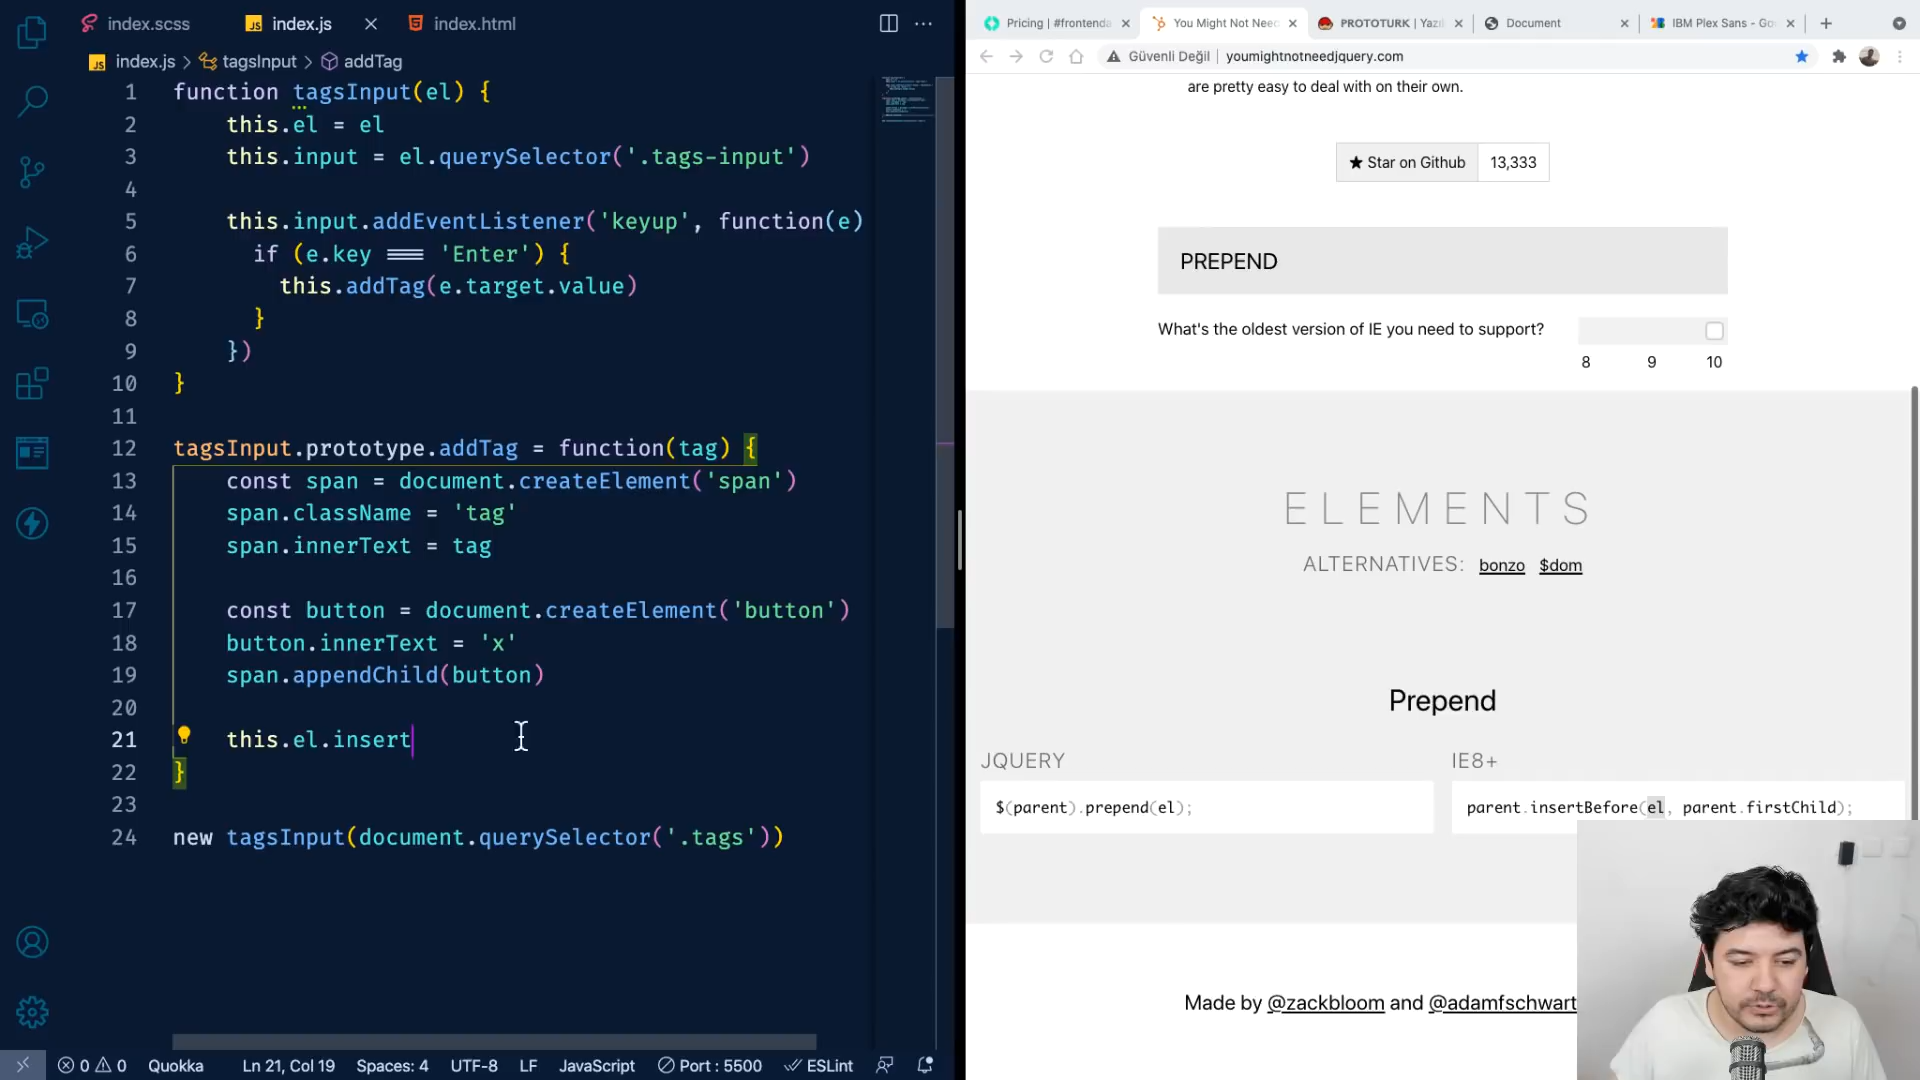 index.scss
index.js
index.html
index.js > tagsInput > addTag
1 function tagsInput(el) {
2 this.el = el
3 this.input = el.querySelector('.tags-input')
4
5 this.input.addEventListener('keyup', function(e)
6 if (e.key === 'Enter') {
7 this.addTag(e.target.value)
8 }
9 })
10 }
11
12 tagsInput.prototype.addTag = function(tag) {
13 const span = document.createElement('span')
14 span.className = 'tag'
15 span.innerText = tag
16
17 const button = document.createElement('button')
18 button.innerText = 'x'
19 span.appendChild(button)
20
21 this.el.insert
22 }
23
24 new tagsInput(document.querySelector('.tags'))
0 0 Quokka Ln 21, Col 19 Spaces: 4 UTF-8 LF JavaScript Port : 5500 ESLint
Pricing | #frontenda
You Might Not Nee
PROTOTURK | Yazıl
Document
IBM Plex Sans - Go
Güvenli Değil | youmightnotneedjquery.com
are pretty easy to deal with on their own.
★ Star on Github 13,333
PREPEND
What's the oldest version of IE you need to support?
8 9 10
ELEMENTS
ALTERNATIVES: bonzo $dom
Prepend
JQUERY
$(parent).prepend(el);
IE8+
parent.insertBefore(el, parent.firstChild);
Made by @zackbloom and @adamfschwart